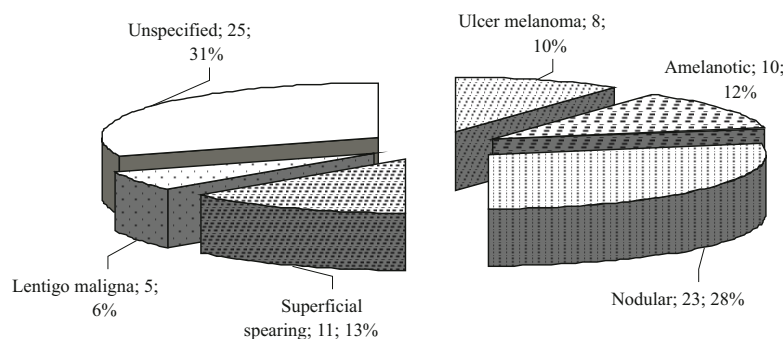 Unspecified; 25;
31%
Ulcer melanoma; 8;
10%
Amelanotic; 10;
12%
Lentigo maligna; 5;
6%
Superficial
spearing; 11; 13%
Nodular; 23; 28%